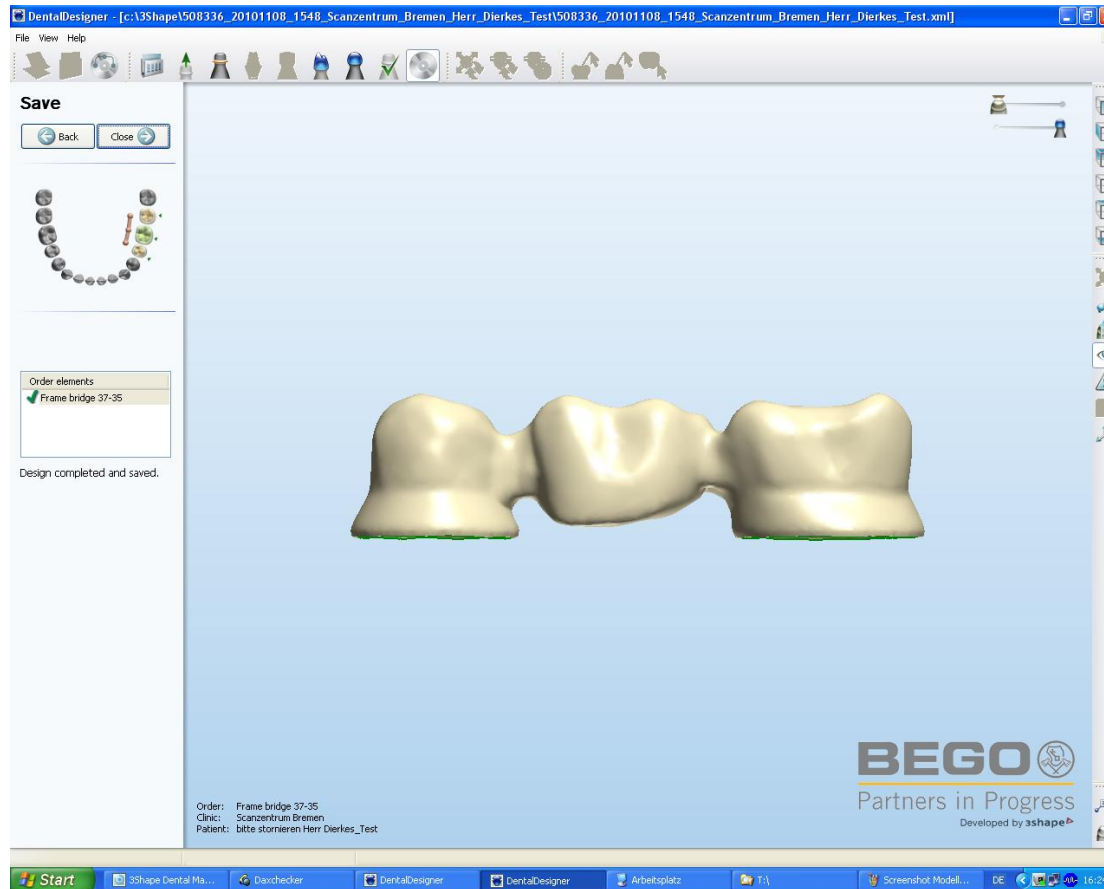 DentalDesigner - [c:\3Shape\508336_20101108_1548_Scanzentrum_Bremen_Herr_Dierkes_Test\508336_20101108_1548_Scanzentrum_Bremen_Herr_Dierkes_Test.xml]
File View Help
Save
Back Close
Order elements
Frame bridge 37-35
Design completed and saved.
Order: Frame bridge 37-35
Clinic: Scanzentrum Bremen
Patient: bitte stornieren Herr Dierkes_Test
BEGO
Partners in Progress
Developed by 3shape
Start 3Shape Dental Ma... Daxchecker DentalDesigner DentalDesigner Arbeitsplatz T:\ Screenshot Modell... DE